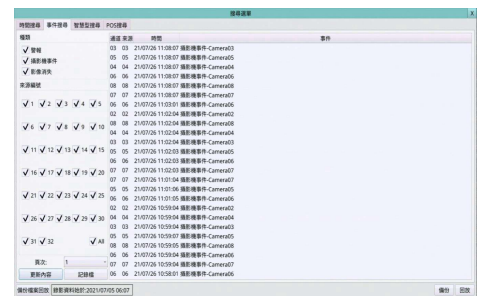 搜尋選單 X
時間搜尋 事件搜尋 智慧型搜尋 POS搜尋
種類
警報
攝影機事件
影像消失
來源編號
1 2 3 4 5
6 7 8 9 10
11 12 13 14 15
16 17 18 19 20
21 22 23 24 25
26 27 28 29 30
31 32 All
頁次: 1
更新內容 記錄檔
通道 來源 時間 事件
03 03 21/07/26 11:08:07 攝影機事件-Camera03
05 05 21/07/26 11:08:07 攝影機事件-Camera05
04 04 21/07/26 11:08:07 攝影機事件-Camera04
06 06 21/07/26 11:08:07 攝影機事件-Camera06
08 08 21/07/26 11:08:07 攝影機事件-Camera08
07 07 21/07/26 11:08:07 攝影機事件-Camera07
06 06 21/07/26 11:03:01 攝影機事件-Camera06
02 02 21/07/26 11:02:04 攝影機事件-Camera02
08 08 21/07/26 11:02:04 攝影機事件-Camera08
04 04 21/07/26 11:02:04 攝影機事件-Camera04
03 03 21/07/26 11:02:04 攝影機事件-Camera03
05 05 21/07/26 11:02:03 攝影機事件-Camera05
06 06 21/07/26 11:02:03 攝影機事件-Camera06
07 07 21/07/26 11:02:03 攝影機事件-Camera07
07 07 21/07/26 11:01:04 攝影機事件-Camera07
05 05 21/07/26 11:01:06 攝影機事件-Camera05
06 06 21/07/26 11:01:05 攝影機事件-Camera06
02 02 21/07/26 10:59:04 攝影機事件-Camera02
04 04 21/07/26 10:59:04 攝影機事件-Camera04
03 03 21/07/26 10:59:04 攝影機事件-Camera03
05 05 21/07/26 10:59:07 攝影機事件-Camera05
08 08 21/07/26 10:59:05 攝影機事件-Camera08
06 06 21/07/26 10:59:04 攝影機事件-Camera06
07 07 21/07/26 10:59:04 攝影機事件-Camera07
06 06 21/07/26 10:58:01 攝影機事件-Camera06
備份檔案回放 錄影資料始於:2021/07/05 06:07 備份 回放